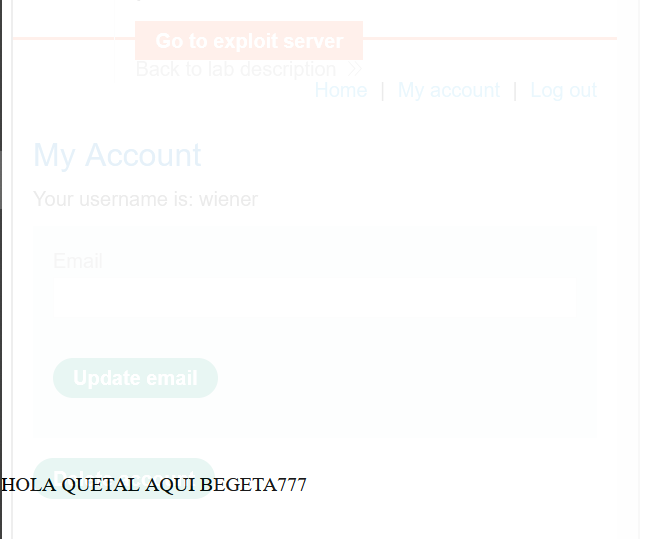 Go to exploit server
Back to lab description
Home | My account | Log out
My Account
Your username is: wiener
Email
Update email
HOLA QUETAL AQUI BEGETA777